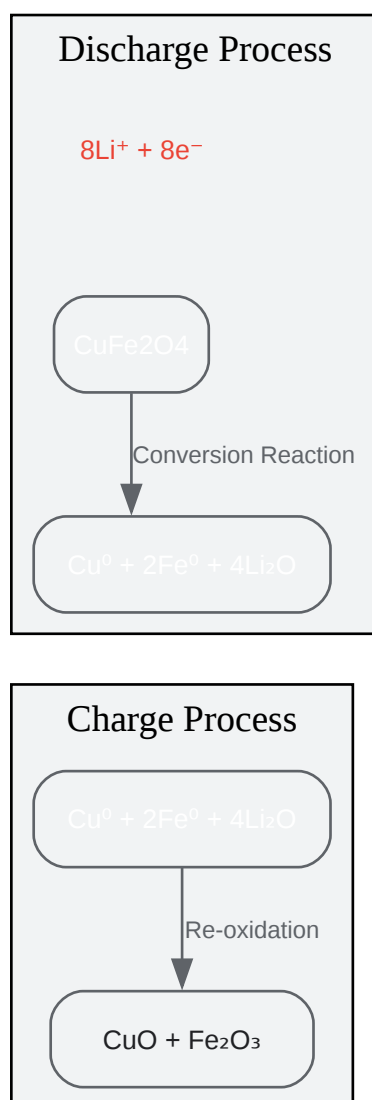 Discharge Process
8Li⁺ + 8e⁻
CuFe2O4
Conversion Reaction
Cu⁰ + 2Fe⁰ + 4Li₂O
Charge Process
Cu⁰ + 2Fe⁰ + 4Li₂O
Re-oxidation
CuO + Fe₂O₃